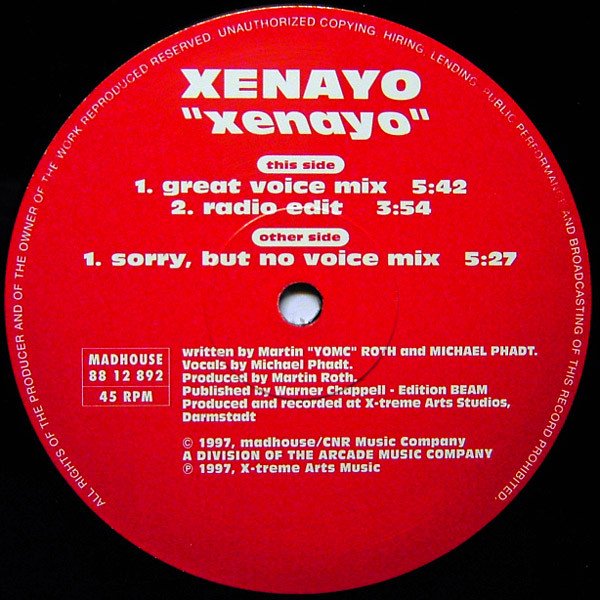 ALL RIGHTS OF THE PRODUCER AND OF THE OWNER OF THE WORK REPRODUCED RESERVED. UNAUTHORIZED COPYING, HIRING, LENDING, PUBLIC PERFORMANCE AND BROADCASTING OF THIS RECORD PROHIBITED.
XENAYO
"xenayo"
this side
1. great voice mix 5:42
2. radio edit 3:54
other side
1. sorry, but no voice mix 5:27
MADHOUSE
88 12 892
45 RPM
written by Martin "YOMC" ROTH and MICHAEL PHADT.
Vocals by Michael Phadt.
Produced by Martin Roth.
Published by Warner Chappell - Edition BEAM
Produced and recorded at X-treme Arts Studios,
Darmstadt
© 1997, madhouse/CNR Music Company
A DIVISION OF THE ARCADE MUSIC COMPANY
℗ 1997, X-treme Arts Music